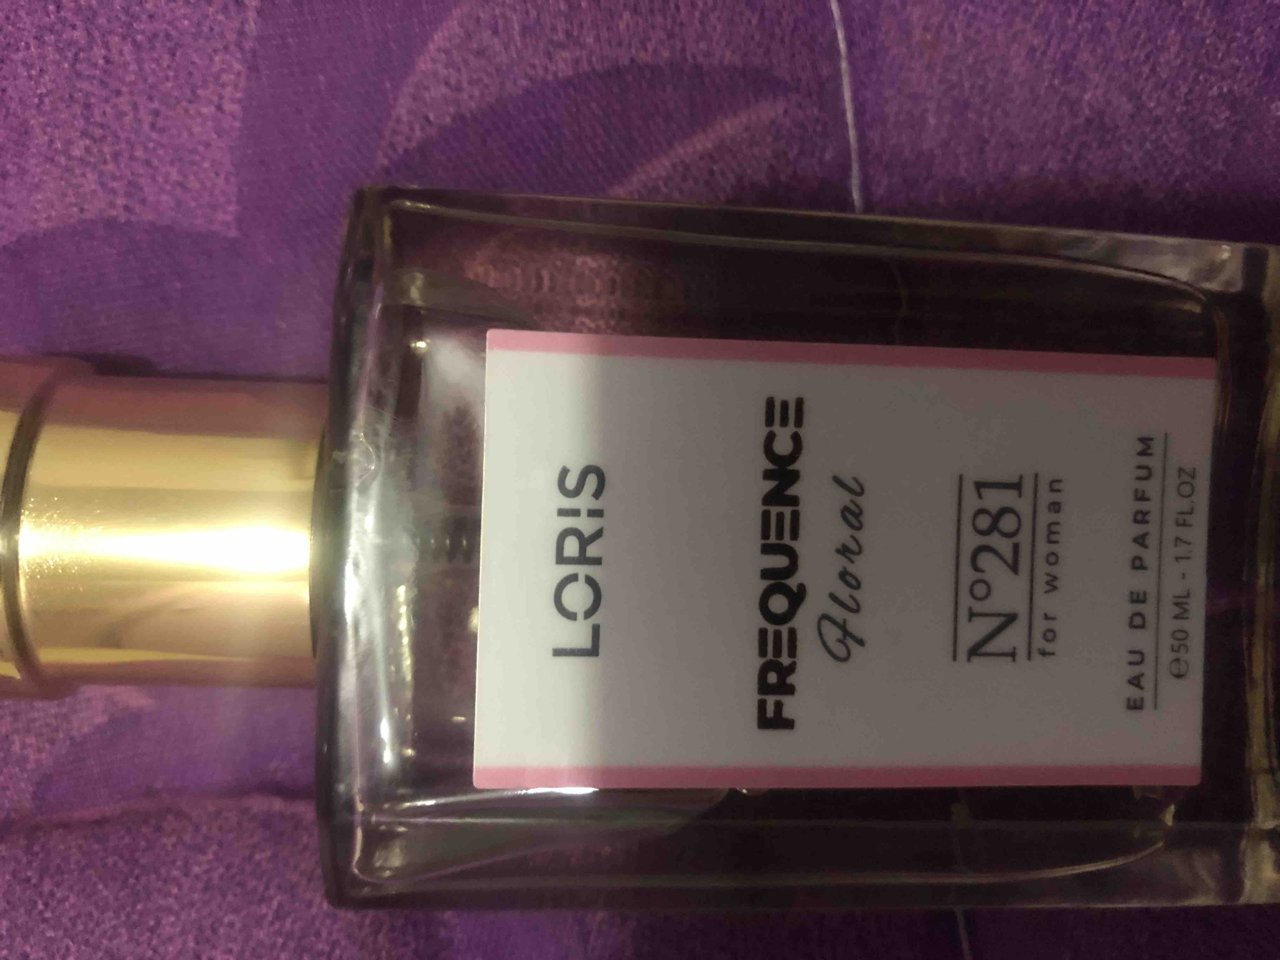 LORIS
FREQUENCE
Floral
N°281
for woman
EAU DE PARFUM
℮50 ML - 1.7 FL.OZ